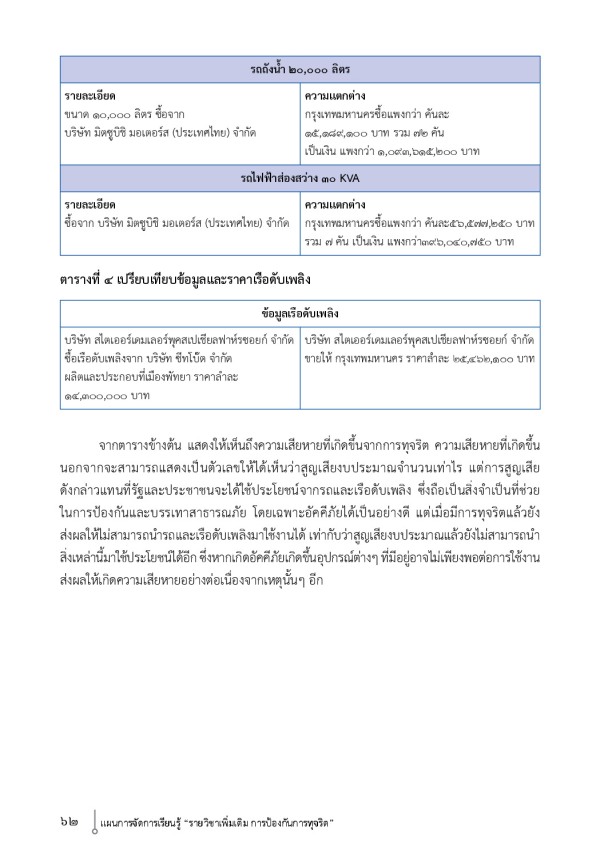 รถถังน้ำ ๒๐,๐๐๐ ลิตร
รายละเอียด
ขนาด ๑๐,๐๐๐ ลิตร ซื้อจาก
บริษัท มิตซูบิชิ มอเตอร์ส (ประเทศไทย) จำกัด
ความแตกต่าง
กรุงเทพมหานครซื้อแพงกว่า คันละ
๑๕,๑๘๙,๑๐๐ บาท รวม ๗๒ คัน
เป็นเงิน แพงกว่า ๑,๐๙๓,๖๑๕,๒๐๐ บาท
รถไฟฟ้าส่องสว่าง ๓๐ KVA
รายละเอียด
ซื้อจาก บริษัท มิตซูบิชิ มอเตอร์ส (ประเทศไทย) จำกัด
ความแตกต่าง
กรุงเทพมหานครซื้อแพงกว่า คันละ๕๖,๕๗๗,๒๕๐ บาท
รวม ๗ คัน เป็นเงิน แพงกว่า๓๙๖,๐๔๐,๗๕๐ บาท
ตารางที่ ๔ เปรียบเทียบข้อมูลและราคาเรือดับเพลิง
ข้อมูลเรือดับเพลิง
บริษัท สไตเออร์เดมเลอร์พุคสเปเชียลฟาห์รซอยก์ จำกัด
ซื้อเรือดับเพลิงจาก บริษัท ซีทโบ๊ต จำกัด
ผลิตและประกอบที่เมืองพัทยา ราคาลำละ
๑๔,๓๐๐,๐๐๐ บาท
บริษัท สไตเออร์เดมเลอร์พุคสเปเชียลฟาห์รซอยก์ จำกัด
ขายให้ กรุงเทพมหานคร ราคาลำละ ๒๕,๔๖๒,๑๐๐ บาท
จากตารางข้างต้น แสดงให้เห็นถึงความเสียหายที่เกิดขึ้นจากการทุจริต ความเสียหายที่เกิดขึ้น
นอกจากจะสามารถแสดงเป็นตัวเลขให้ได้เห็นว่าสูญเสียงบประมาณจำนวนเท่าไร แต่การสูญเสีย
ดังกล่าวแทนที่รัฐและประชาชนจะได้ใช้ประโยชน์จากรถและเรือดับเพลิง ซึ่งถือเป็นสิ่งจำเป็นที่ช่วย
ในการป้องกันและบรรเทาสาธารณภัย โดยเฉพาะอัคคีภัยได้เป็นอย่างดี แต่เมื่อมีการทุจริตแล้วยัง
ส่งผลให้ไม่สามารถนำรถและเรือดับเพลิงมาใช้งานได้ เท่ากับว่าสูญเสียงบประมาณแล้วยังไม่สามารถนำ
สิ่งเหล่านี้มาใช้ประโยชน์ได้อีก ซึ่งหากเกิดอัคคีภัยเกิดขึ้นอุปกรณ์ต่างๆ ที่มีอยู่อาจไม่เพียงพอต่อการใช้งาน
ส่งผลให้เกิดความเสียหายอย่างต่อเนื่องจากเหตุนั้นๆ อีก
๖๒
แผนการจัดการเรียนรู้ “รายวิชาเพิ่มเติม การป้องกันการทุจริต”